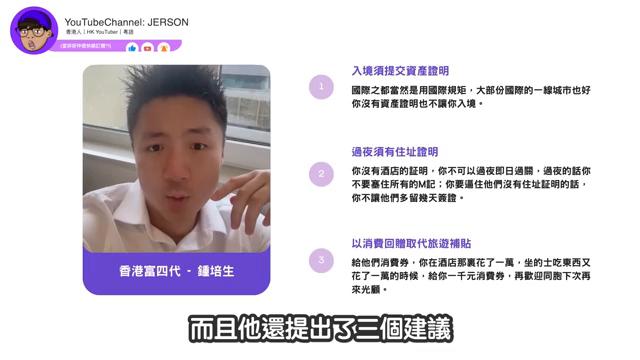 YouTubeChannel: JERSON
香港人 | HK YouTuber | 粵語
香港富四代 - 鍾培生
1
入境須提交資產證明
國際之都當然是用國際規矩，大部份國際的一線城市也好
你沒有資產證明也不讓你入境。
2
過夜須有住址證明
你沒有酒店的証明，你不可以過夜即日過關，過夜的話你
不要塞住所有的M記；你要逼住他們沒有住址証明的話，
你不讓他們多留幾天簽證。
3
以消費回贈取代旅遊補貼
給他們消費券，你在酒店那裏花了一萬，坐的士吃東西又
花了一萬的時候，給你一千元消費券，再歡迎同胞下次再
來光顧。
而且他還提出了三個建議